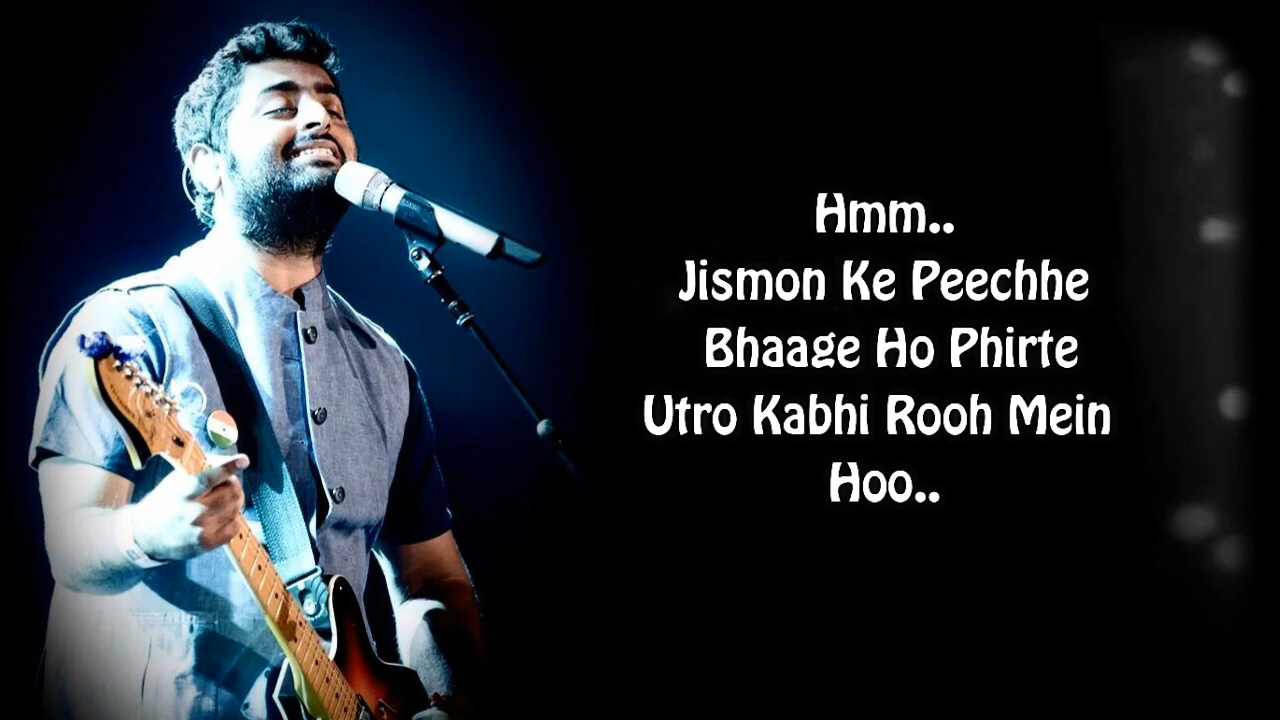 Hmm..
Jismon Ke Peechhe
Bhaage Ho Phirte
Utro Kabhi Rooh Mein
Hoo..